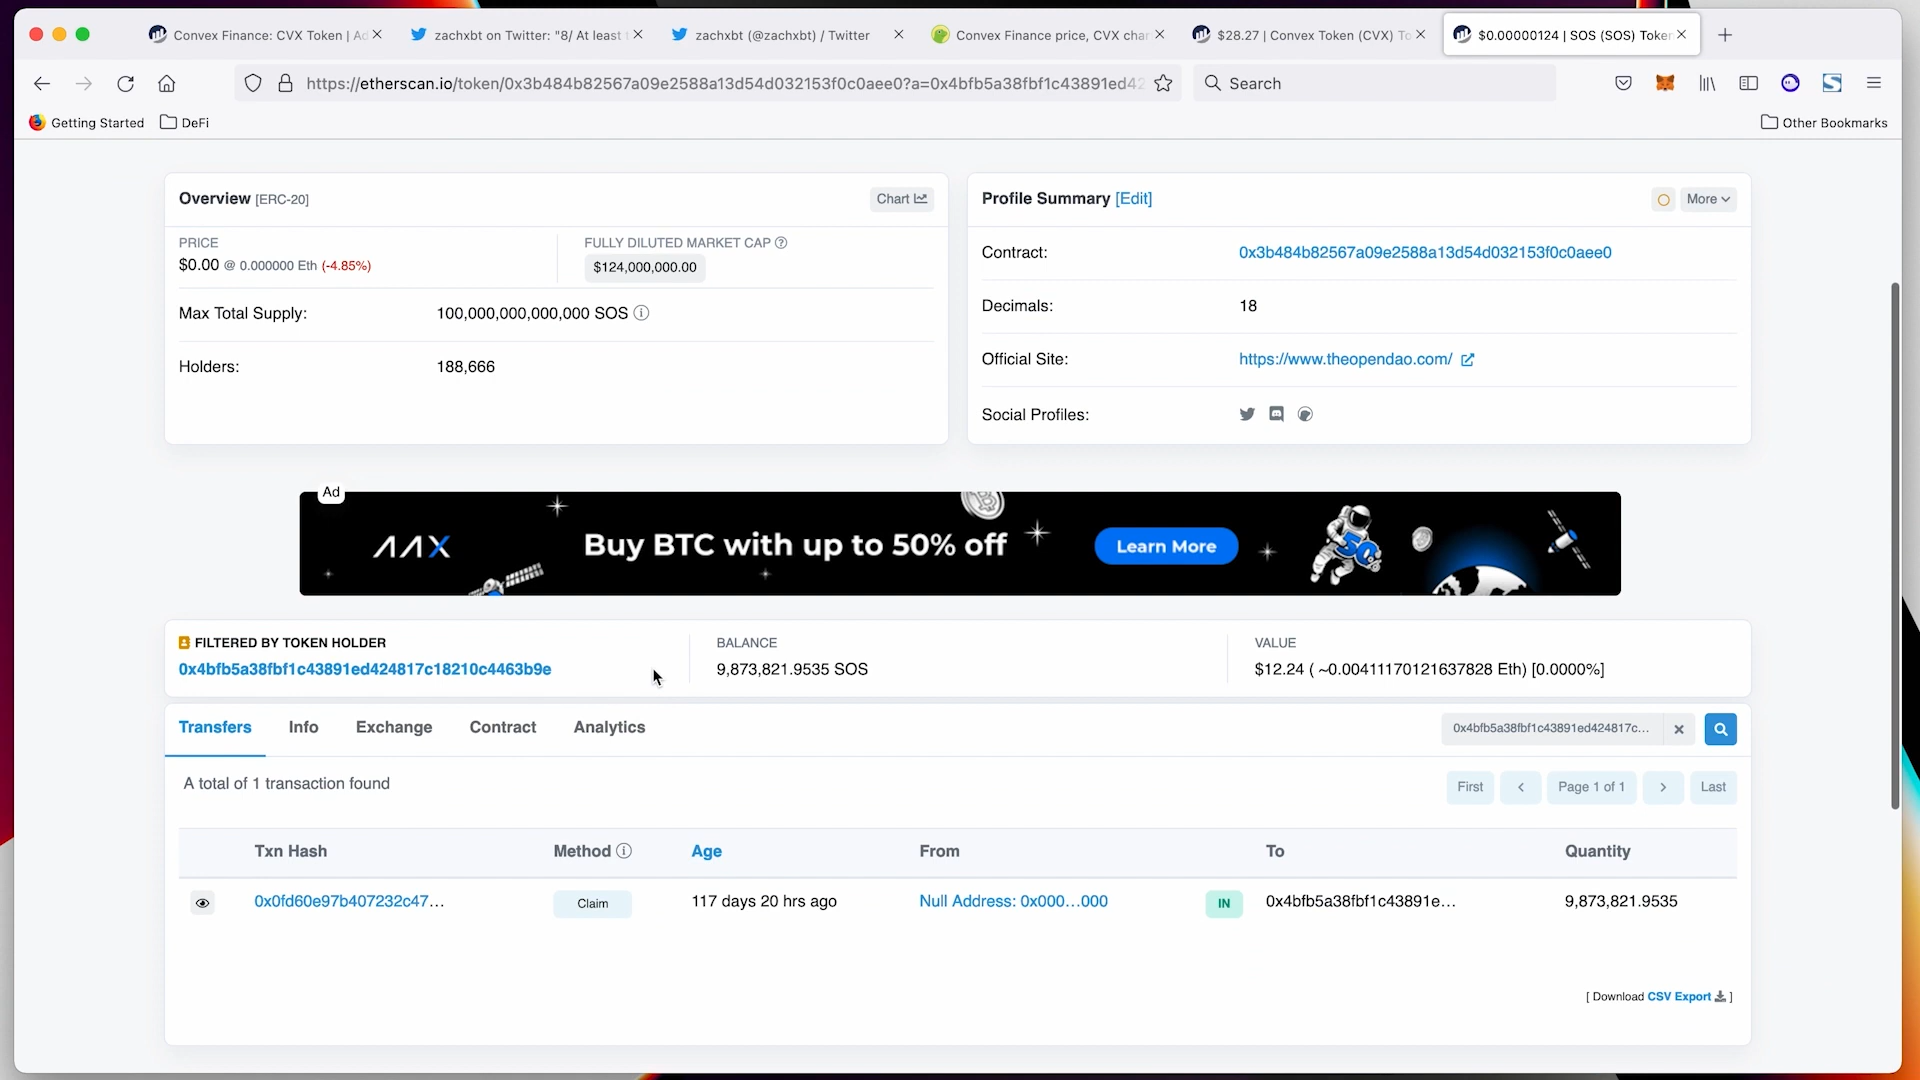 Convex Finance: CVX Token | Ad
zachxbt on Twitter: "8/ At least t
zachxbt (@zachxbt) / Twitter
Convex Finance price, CVX char
$28.27 | Convex Token (CVX) To
$0.00000124 | SOS (SOS) Token
https://etherscan.io/token/0x3b484b82567a09e2588a13d54d032153f0c0aee0?a=0x4bfb5a38fbf1c43891ed42
Search
Getting Started
DeFi
Other Bookmarks
Overview [ERC-20]
Chart
PRICE
$0.00 @ 0.000000 Eth (-4.85%)
FULLY DILUTED MARKET CAP
$124,000,000.00
Max Total Supply:
100,000,000,000,000 SOS
Holders:
188,666
Profile Summary [Edit]
More
Contract:
0x3b484b82567a09e2588a13d54d032153f0c0aee0
Decimals:
18
Official Site:
https://www.theopendao.com/
Social Profiles:
Ad
AAX
Buy BTC with up to 50% off
Learn More
50%
FILTERED BY TOKEN HOLDER
0x4bfb5a38fbf1c43891ed424817c18210c4463b9e
BALANCE
9,873,821.9535 SOS
VALUE
$12.24 ( ~0.00411170121637828 Eth) [0.0000%]
Transfers
Info
Exchange
Contract
Analytics
0x4bfb5a38fbf1c43891ed424817c...
A total of 1 transaction found
First
Page 1 of 1
Last
Txn Hash
Method
Age
From
To
Quantity
0x0fd60e97b407232c47...
Claim
117 days 20 hrs ago
Null Address: 0x000...000
IN
0x4bfb5a38fbf1c43891e...
9,873,821.9535
[ Download CSV Export ]